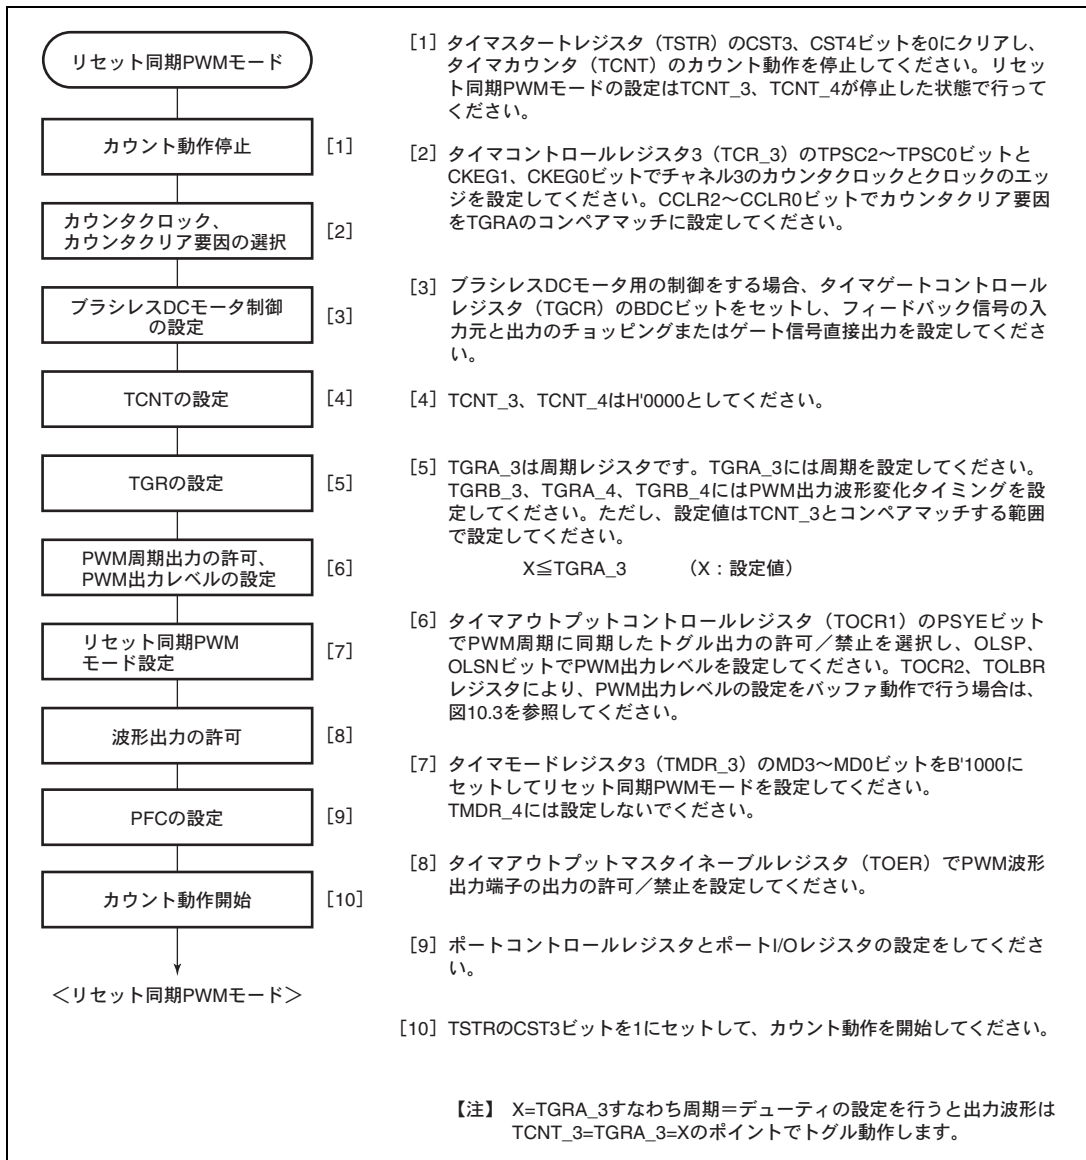 リセット同期PWMモード
カウント動作停止
[1]
カウンタクロック、
カウンタクリア要因の選択
[2]
ブラシレスDCモータ制御
の設定
[3]
TCNTの設定
[4]
TGRの設定
[5]
PWM周期出力の許可、
PWM出力レベルの設定
[6]
リセット同期PWM
モード設定
[7]
波形出力の許可
[8]
PFCの設定
[9]
カウント動作開始
[10]
＜リセット同期PWMモード＞
[1] タイマスタートレジスタ（TSTR）のCST3、CST4ビットを0にクリアし、
タイマカウンタ（TCNT）のカウント動作を停止してください。リセッ
ト同期PWMモードの設定はTCNT_3、TCNT_4が停止した状態で行って
ください。
[2] タイマコントロールレジスタ3（TCR_3）のTPSC2～TPSC0ビットと
CKEG1、CKEG0ビットでチャネル3のカウンタクロックとクロックのエッ
ジを設定してください。CCLR2～CCLR0ビットでカウンタクリア要因
をTGRAのコンペアマッチに設定してください。
[3] ブラシレスDCモータ用の制御をする場合、タイマゲートコントロール
レジスタ（TGCR）のBDCビットをセットし、フィードバック信号の入
力元と出力のチョッピングまたはゲート信号直接出力を設定してくださ
い。
[4] TCNT_3、TCNT_4はH'0000としてください。
[5] TGRA_3は周期レジスタです。TGRA_3には周期を設定してください。
TGRB_3、TGRA_4、TGRB_4にはPWM出力波形変化タイミングを設
定してください。ただし、設定値はTCNT_3とコンペアマッチする範囲
で設定してください。
X≦TGRA_3 （X：設定値）
[6] タイマアウトプットコントロールレジスタ（TOCR1）のPSYEビット
でPWM周期に同期したトグル出力の許可／禁止を選択し、OLSP、
OLSNビットでPWM出力レベルを設定してください。TOCR2、TOLBR
レジスタにより、PWM出力レベルの設定をバッファ動作で行う場合は、
図10.3を参照してください。
[7] タイマモードレジスタ3（TMDR_3）のMD3～MD0ビットをB'1000に
セットしてリセット同期PWMモードを設定してください。
TMDR_4には設定しないでください。
[8] タイマアウトプットマスタイネーブルレジスタ（TOER）でPWM波形
出力端子の出力の許可／禁止を設定してください。
[9] ポートコントロールレジスタとポートI/Oレジスタの設定をしてくださ
い。
[10] TSTRのCST3ビットを1にセットして、カウント動作を開始してください。
【注】 X=TGRA_3すなわち周期＝デューティの設定を行うと出力波形は
TCNT_3=TGRA_3=Xのポイントでトグル動作します。